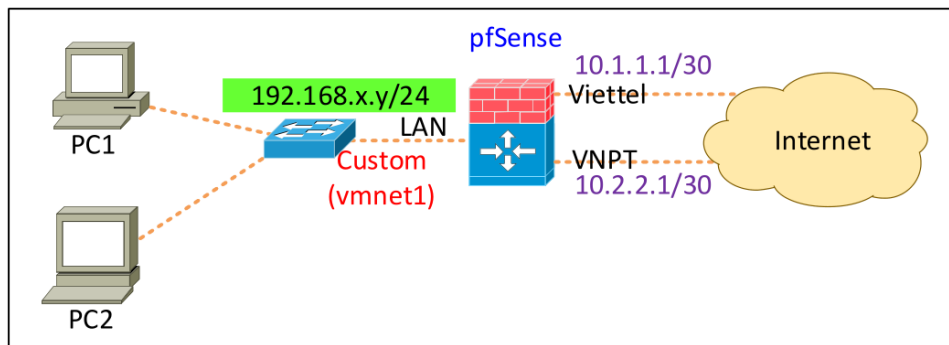 pfSense
10.1.1.1/30
192.168.x.y/24
Viettel
PC1
LAN
Internet
Custom
(vmnet1)
VNPT
10.2.2.1/30
PC2